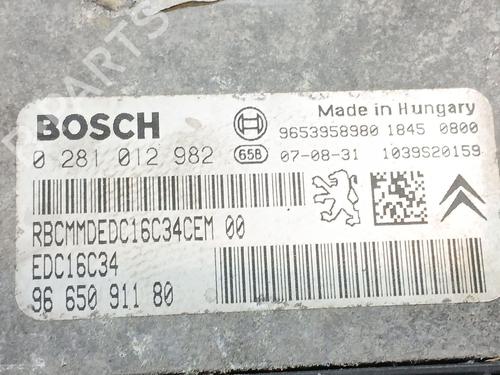 Made in Hungary
BOSCH
9653958980 1845 0800
0 281 012 982 65B 07-08-31 1039S20159
RBCMMDEDC16C34CEM 00
EDC16C34
96 650 911 80